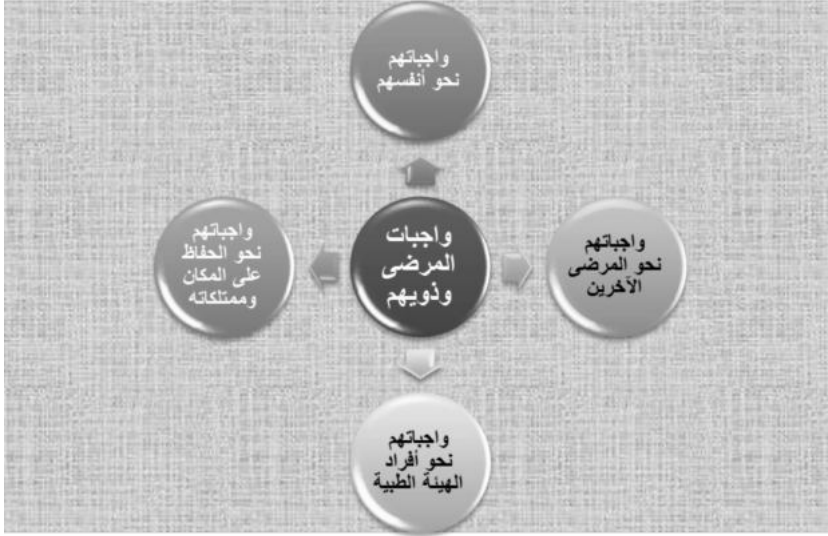 واجباتهم
نحو أنفسهم
واجبات
المرضى
وذويهم
واجباتهم
نحو المرضى
الآخرين
واجباتهم
نحو الحفاظ
على المكان
وممتلكاته
واجباتهم
نحو أفراد
الهيئة الطبية